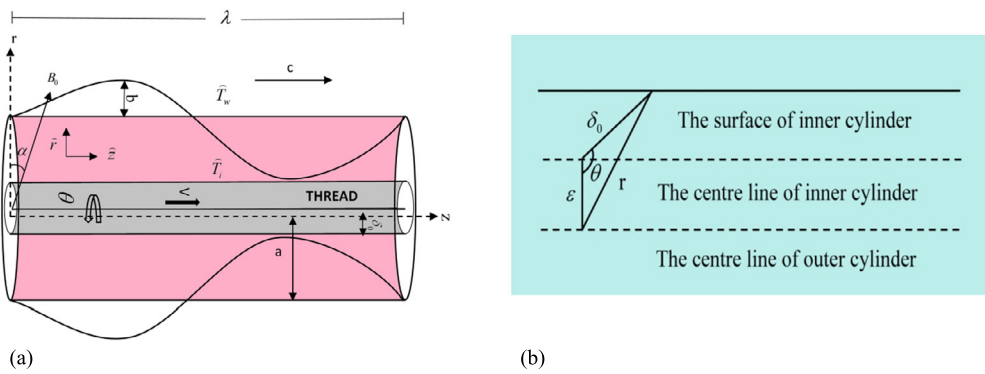 λ
r
B₀
c
b
T̂w
α
r̂
ẑ
T̂i
θ
V
THREAD
z
δ₀
a
(a)
δ₀
The surface of inner cylinder
θ
r
ε
The centre line of inner cylinder
The centre line of outer cylinder
(b)